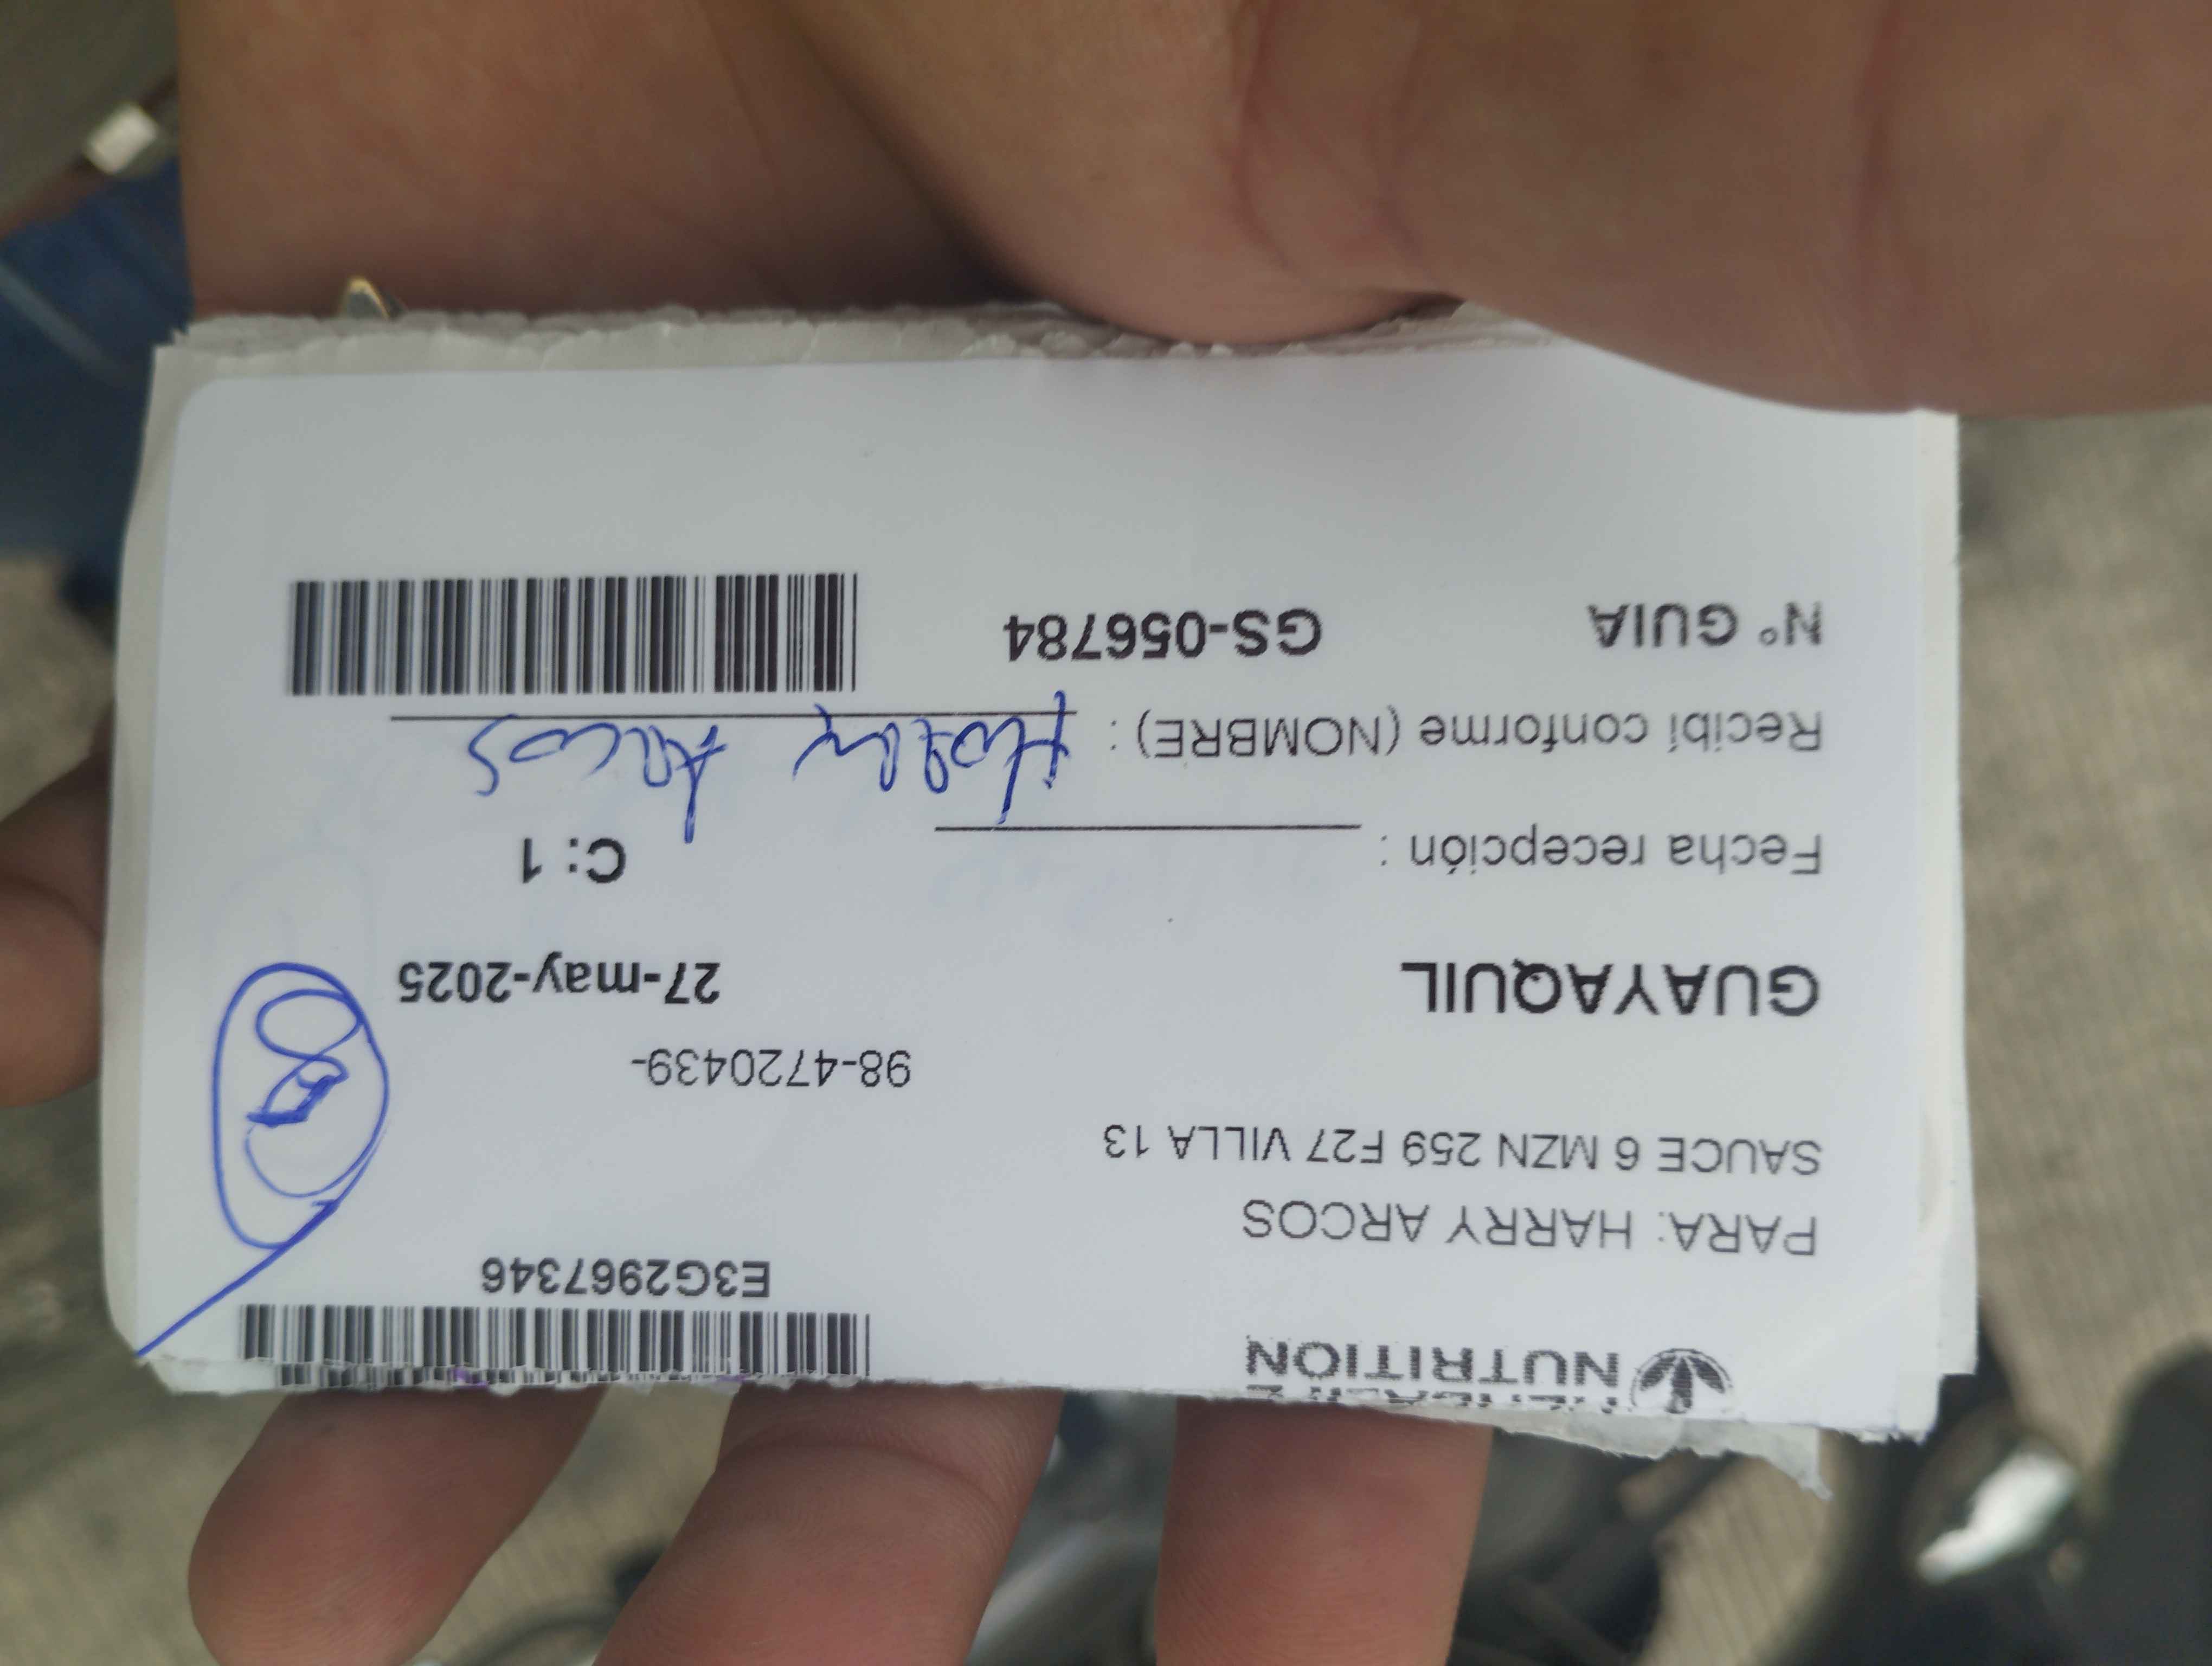 NUTRITION
E3G2967346
PARA: HARRY ARCOS
SAUCE 6 MZN 259 F27 VILLA 13
98-4720439-
GUAYAQUIL 27-may-2025
Fecha recepción : C: 1
Recibí conforme (NOMBRE) : Harry Arcos
N° GUIA GS-056784